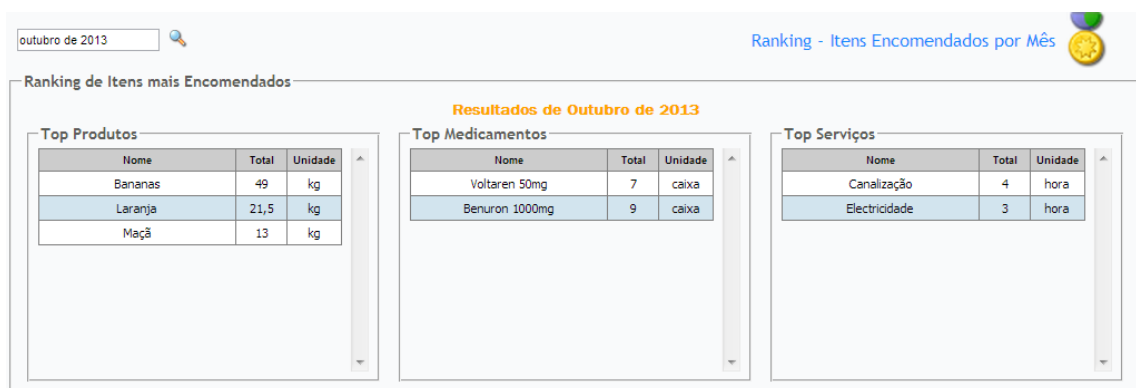 outubro de 2013
Ranking - Itens Encomendados por Mês
Ranking de Itens mais Encomendados
Resultados de Outubro de 2013
Top Produtos
Nome Total Unidade
Bananas 49 kg
Laranja 21,5 kg
Maçã 13 kg
Top Medicamentos
Nome Total Unidade
Voltaren 50mg 7 caixa
Benuron 1000mg 9 caixa
Top Serviços
Nome Total Unidade
Canalização 4 hora
Electricidade 3 hora